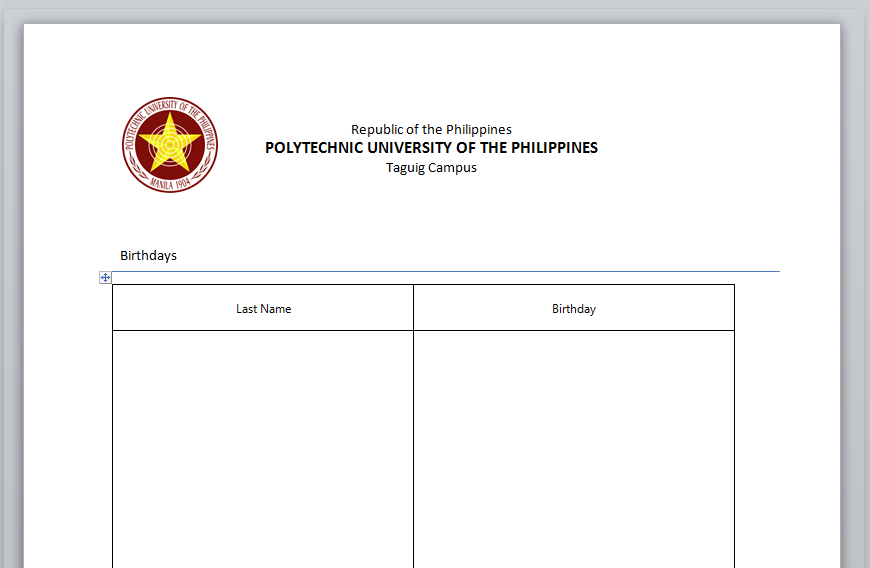 POLYTECHNIC UNIVERSITY OF THE PHILIPPINES
MANILA 1904
Republic of the Philippines
POLYTECHNIC UNIVERSITY OF THE PHILIPPINES
Taguig Campus
Birthdays
Last Name
Birthday